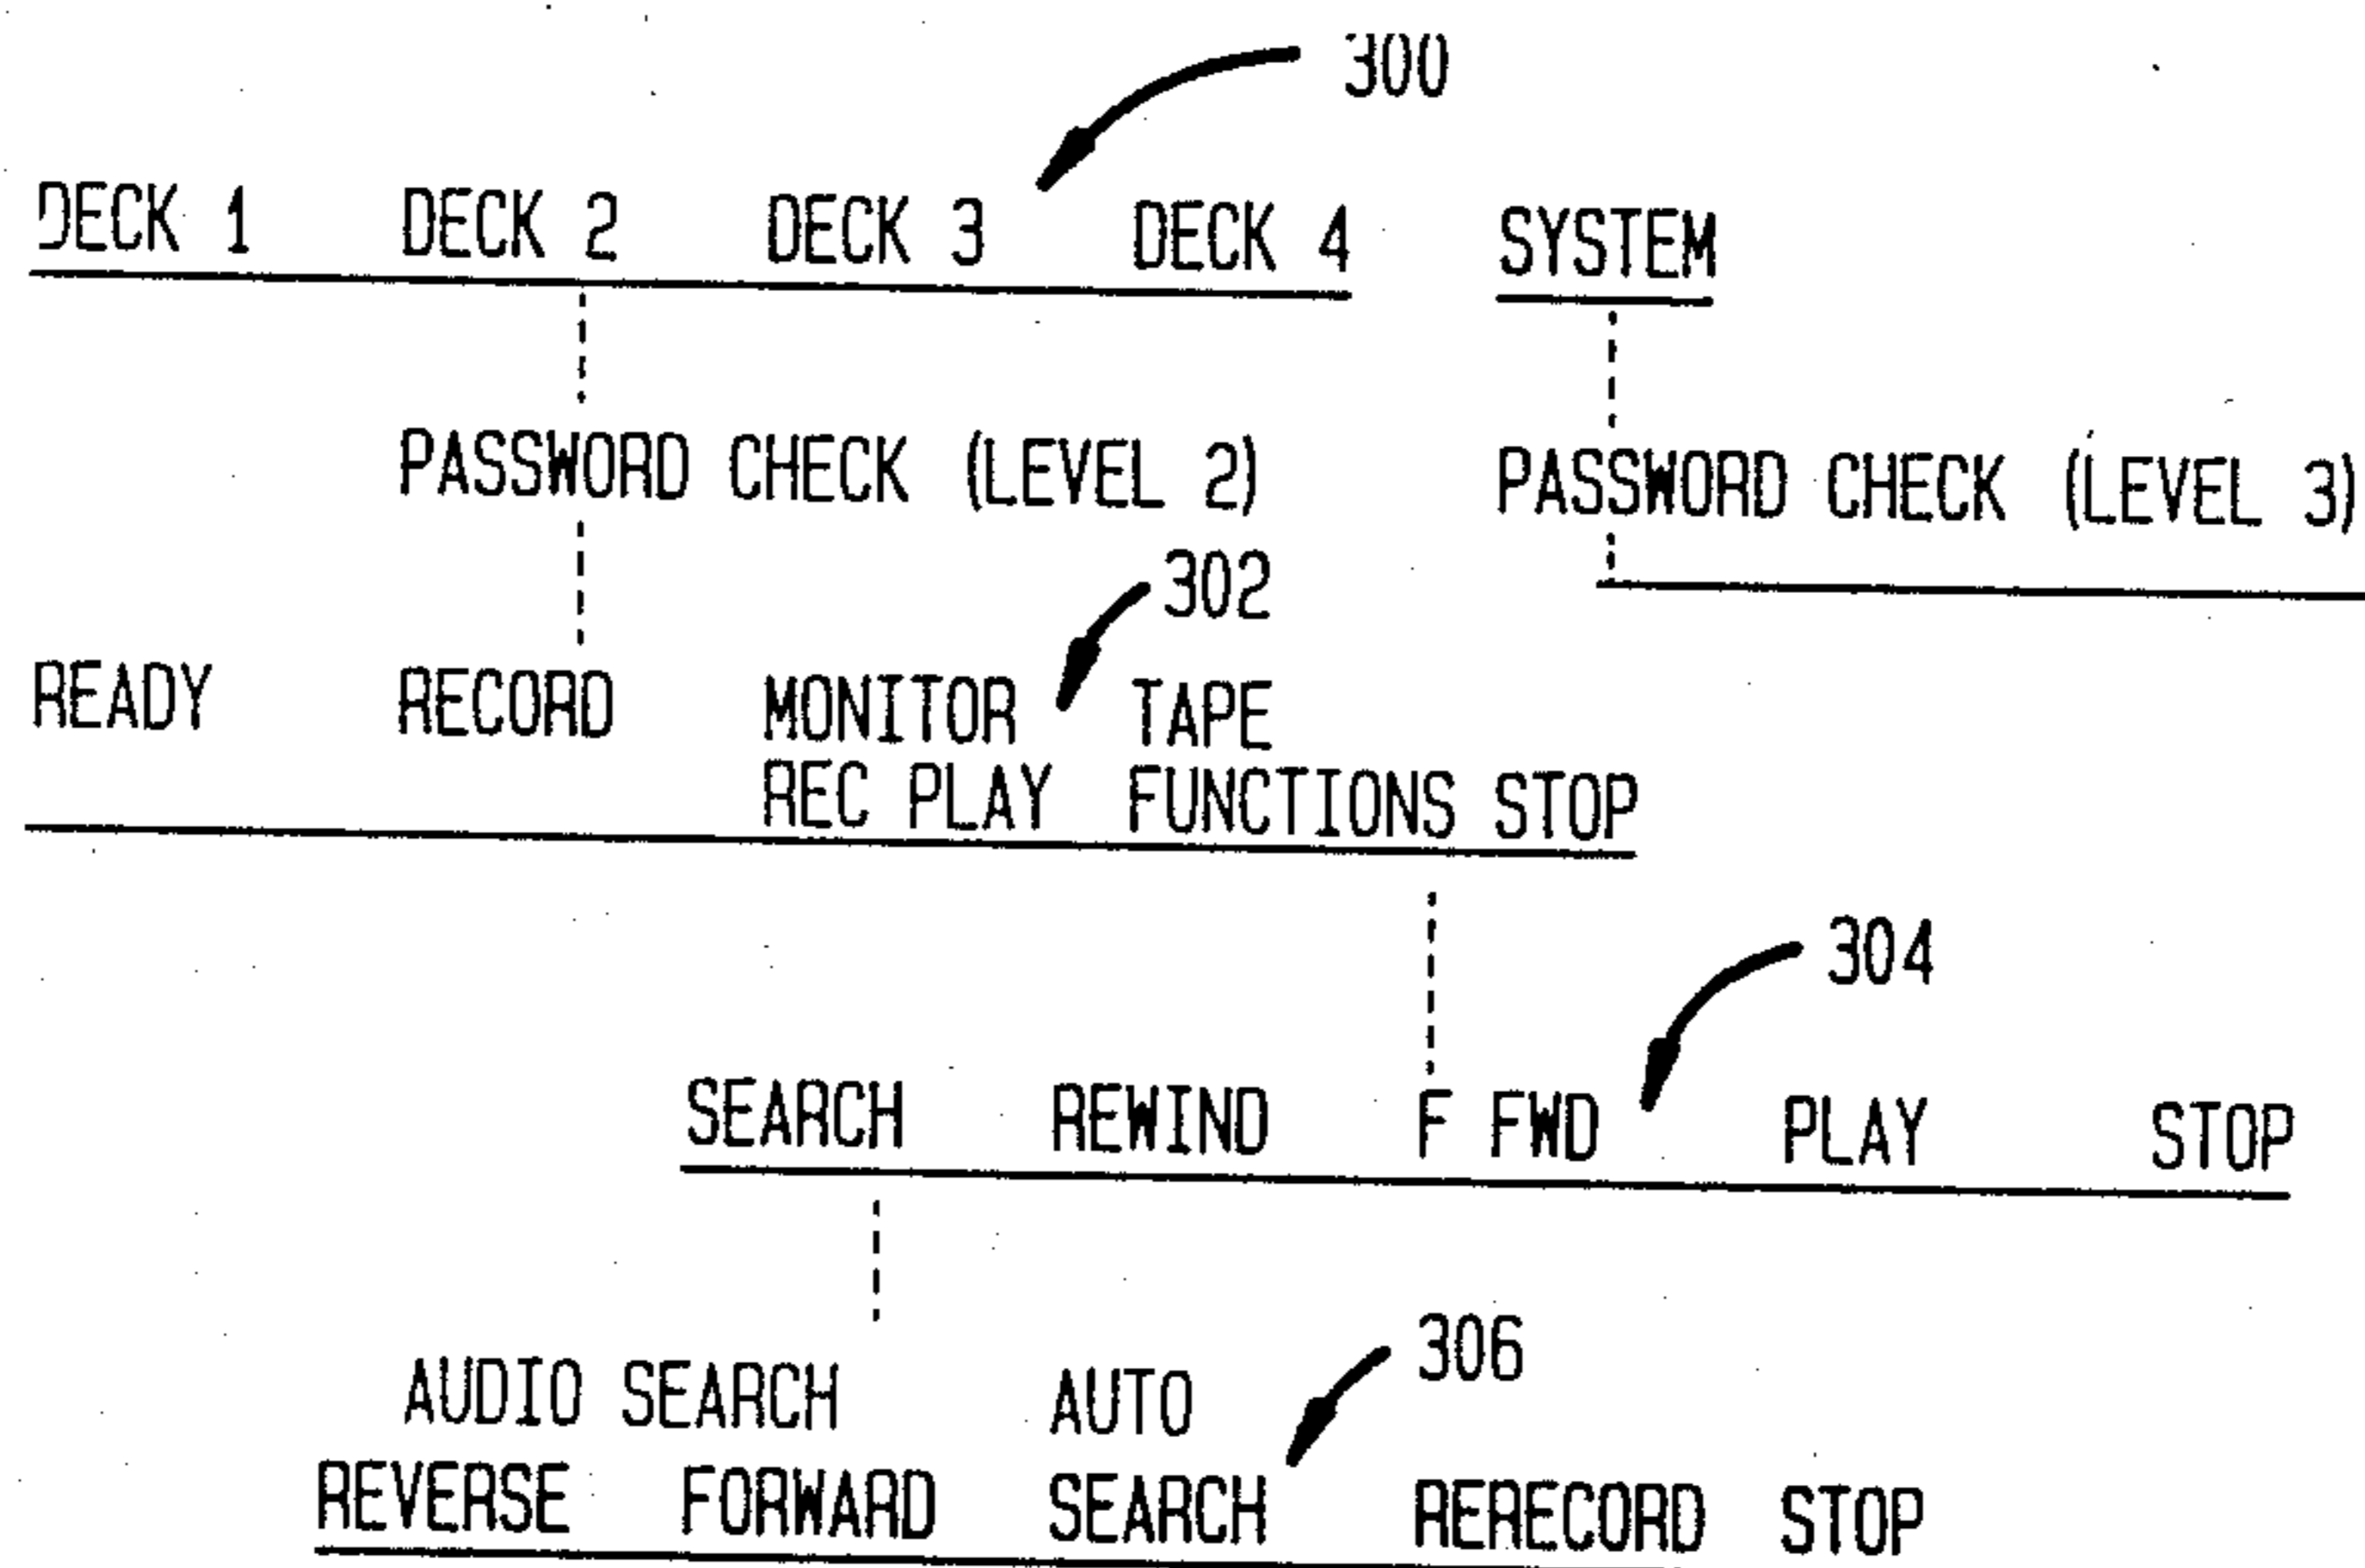 300
DECK 1 DECK 2 DECK 3 DECK 4 SYSTEM
PASSWORD CHECK (LEVEL 2) PASSWORD CHECK (LEVEL 3)
302
READY RECORD MONITOR TAPE
REC PLAY FUNCTIONS STOP
304
SEARCH REWIND F FWD PLAY STOP
306
AUDIO SEARCH AUTO
REVERSE FORWARD SEARCH RERECORD STOP